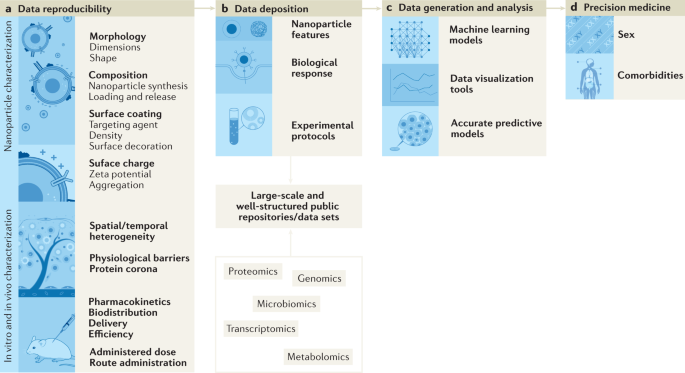 a Data reproducibility
Nanoparticle characterization
Morphology
Dimensions
Shape
Composition
Nanoparticle synthesis
Loading and release
Surface coating
Targeting agent
Density
Surface decoration
Suface charge
Zeta potential
Aggregation
In vitro and in vivo characterization
Spatial/temporal
heterogeneity
Physiological barriers
Protein corona
Pharmacokinetics
Biodistribution
Delivery
Efficiency
Administered dose
Route administration
b Data deposition
Nanoparticle
features
Biological
response
Experimental
protocols
Large-scale and
well-structured public
repositories/data sets
Proteomics
Genomics
Microbiomics
Transcriptomics
Metabolomics
c Data generation and analysis
Machine learning
models
Data visualization
tools
Accurate predictive
models
d Precision medicine
Sex
Comorbidities